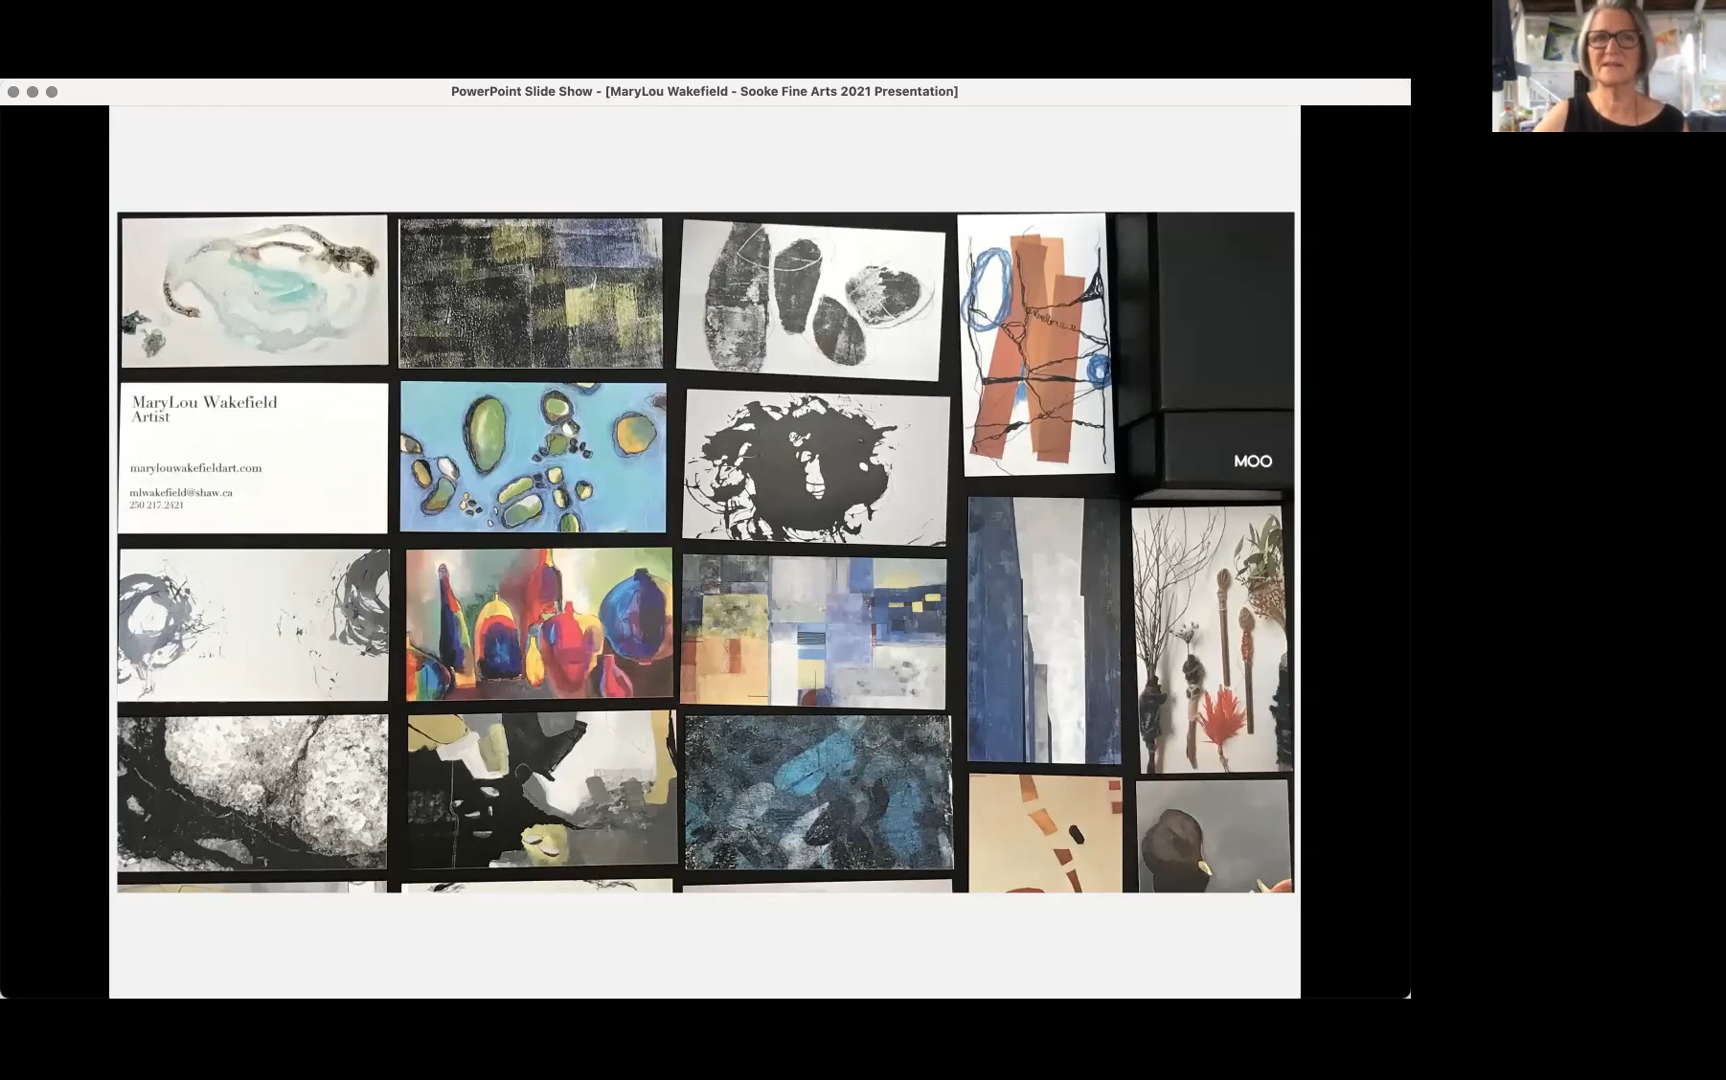 PowerPoint Slide Show - [MaryLou Wakefield - Sooke Fine Arts 2021 Presentation]
MaryLou Wakefield
Artist
marylouwakefieldart.com
mlwakefield@shaw.ca
250 217.2421
MOO